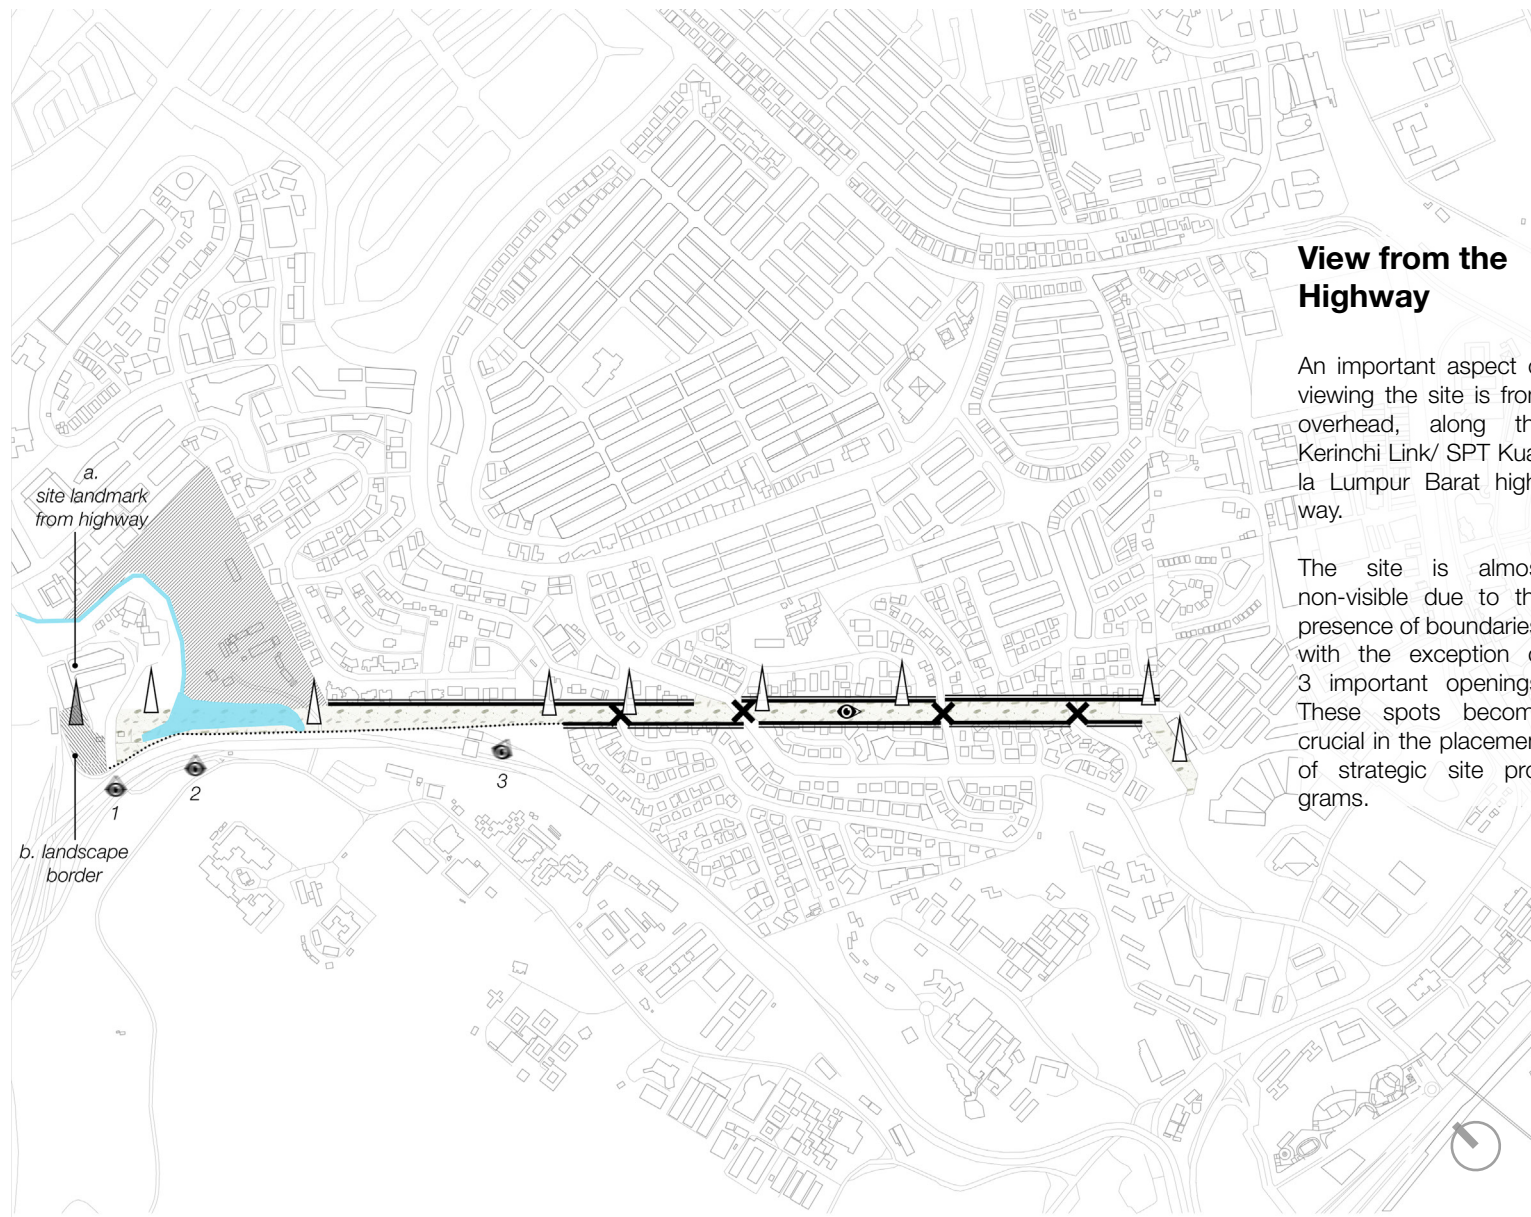 View from the
Highway
An important aspect
viewing the site is from
overhead, along th
Kerinchi Link/ SPT Kua
la Lumpur Barat high
way.
The site is almos
non-visible due to th
presence of boundaries
with the exception
3 important openings
These spots becom
crucial in the placemen
of strategic site pro
grams.
a.
site landmark
from highway
1
2
3
b. landscape
border